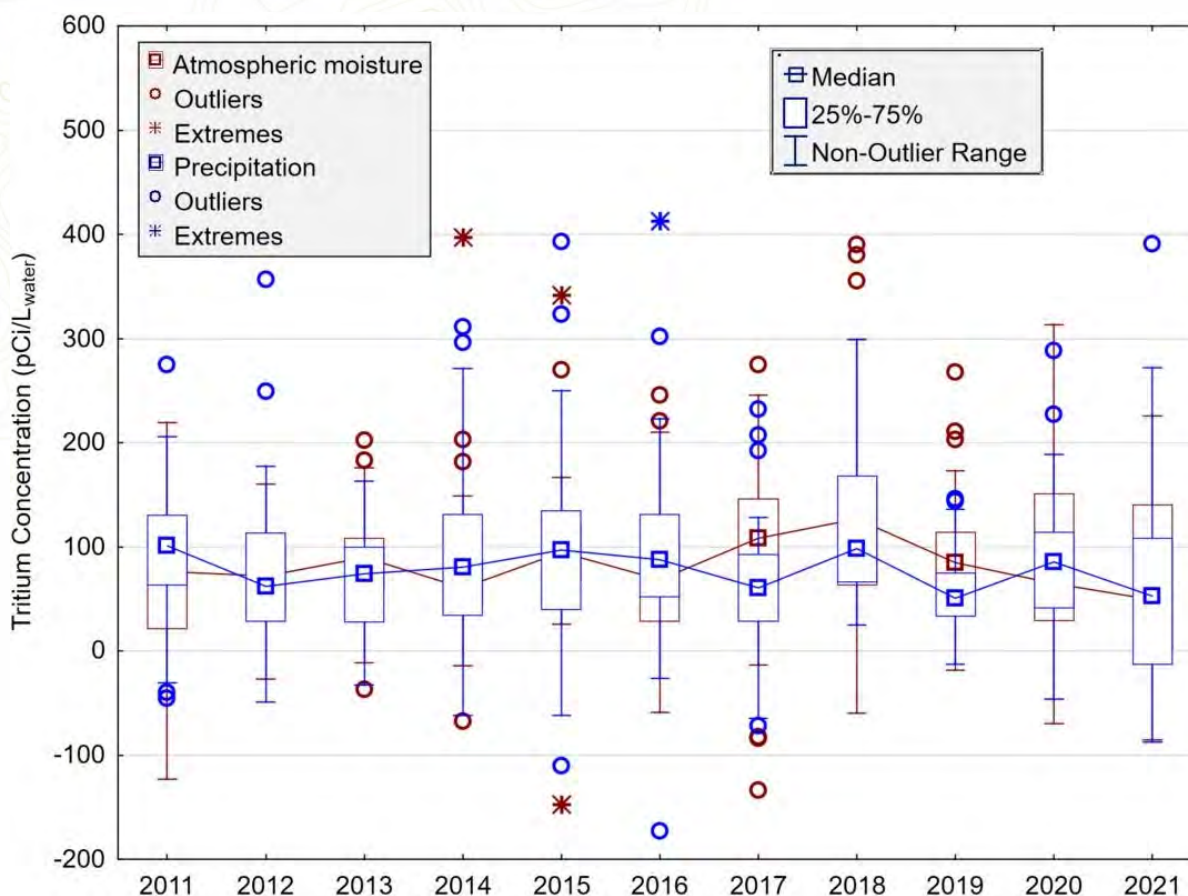 600
500
400
300
200
100
0
-100
-200
Tritium Concentration (pCi/Lwater)
Atmospheric moisture
Outliers
Extremes
Precipitation
Outliers
Extremes
Median
25%-75%
Non-Outlier Range
2011 2012 2013 2014 2015 2016 2017 2018 2019 2020 2021